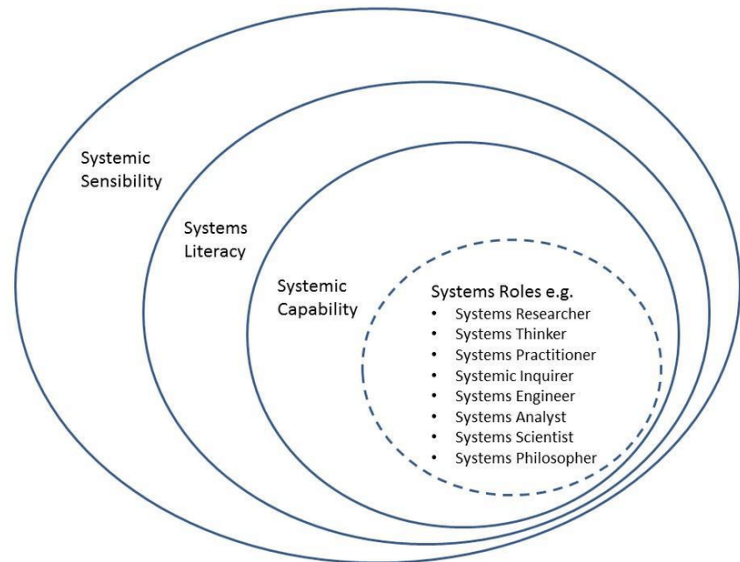 Systemic
Sensibility
Systems
Literacy
Systemic
Capability
Systems Roles e.g.
• Systems Researcher
• Systems Thinker
• Systems Practitioner
• Systemic Inquirer
• Systems Engineer
• Systems Analyst
• Systems Scientist
• Systems Philosopher